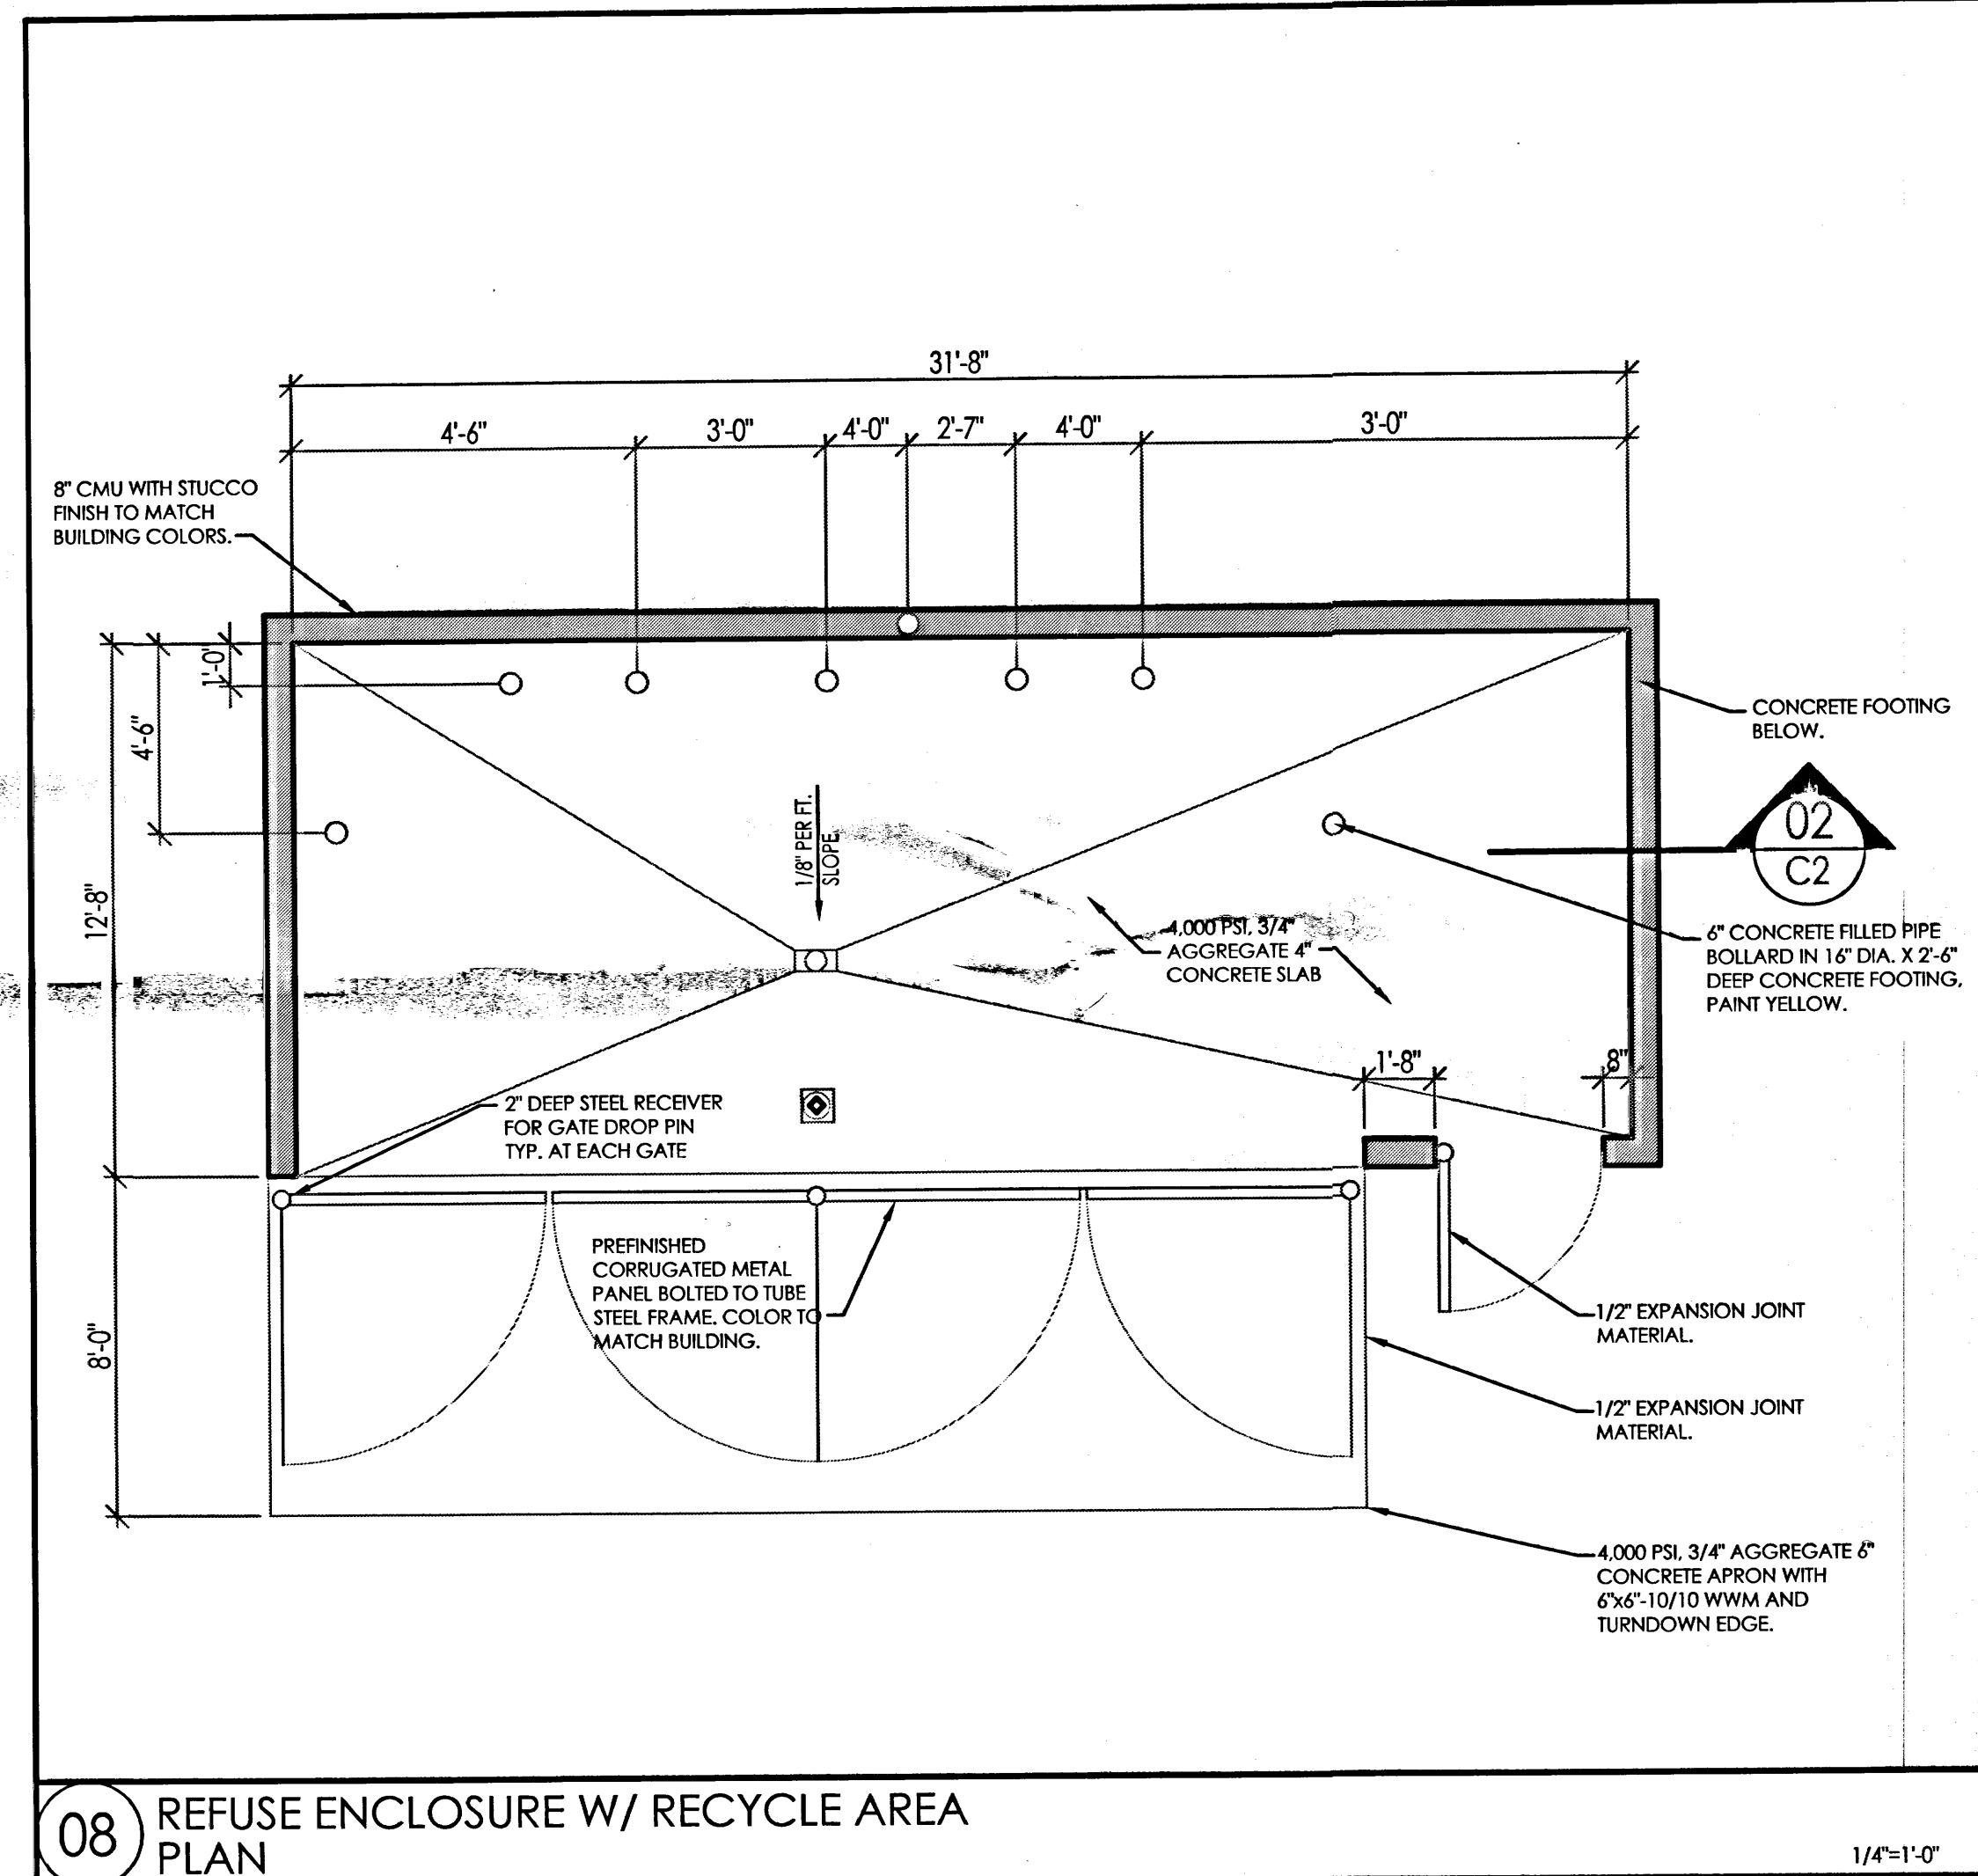 31'-8"
4'-6"
3'-0"
4'-0"
2'-7"
4'-0"
3'-0"
8" CMU WITH STUCCO
FINISH TO MATCH
BUILDING COLORS.
1'-0"
4'-6"
12'-8"
8'-0"
CONCRETE FOOTING
BELOW.
02
C2
1/8" PER FT.
SLOPE
4,000 PSI, 3/4"
AGGREGATE 4"
CONCRETE SLAB
6" CONCRETE FILLED PIPE
BOLLARD IN 16" DIA. X 2'-6"
DEEP CONCRETE FOOTING,
PAINT YELLOW.
1'-8"
8"
2" DEEP STEEL RECEIVER
FOR GATE DROP PIN
TYP. AT EACH GATE
PREFINISHED
CORRUGATED METAL
PANEL BOLTED TO TUBE
STEEL FRAME. COLOR TO
MATCH BUILDING.
1/2" EXPANSION JOINT
MATERIAL.
1/2" EXPANSION JOINT
MATERIAL.
4,000 PSI, 3/4" AGGREGATE 6"
CONCRETE APRON WITH
6"x6"-10/10 WWM AND
TURNDOWN EDGE.
08
REFUSE ENCLOSURE W/ RECYCLE AREA
PLAN
1/4"=1'-0"